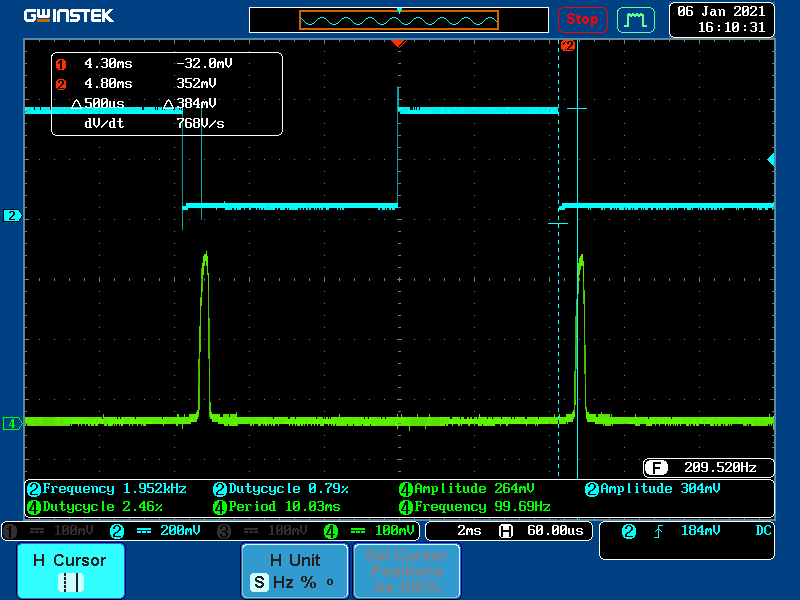 GWINSTEK
Stop
06 Jan 2021
16:10:31
1 4.30ms -32.0mV
2 4.80ms 352mV
△500us △384mV
dV/dt 768V/s
2
2
4
F 209.520Hz
2 Frequency 1.952kHz 2 Dutycycle 0.79% 4 Amplitude 264mV 2 Amplitude 304mV
4 Dutycycle 2.46% 4 Period 10.03ms 4 Frequency 99.69Hz
1 100mV 2 200mV 3 100mV 4 100mV 2ms H 60.00us 2 184mV DC
H Cursor
H Unit
S Hz % °
Set Cursor
Positions
As 100%